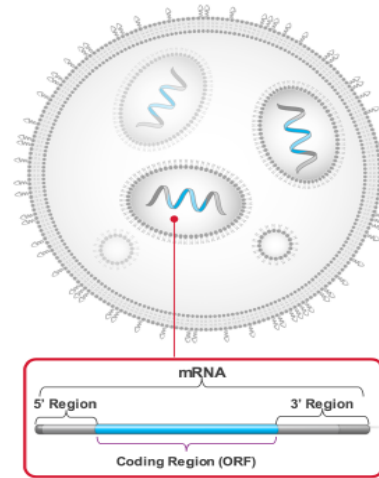 mRNA
5' Region
3' Region
Coding Region (ORF)